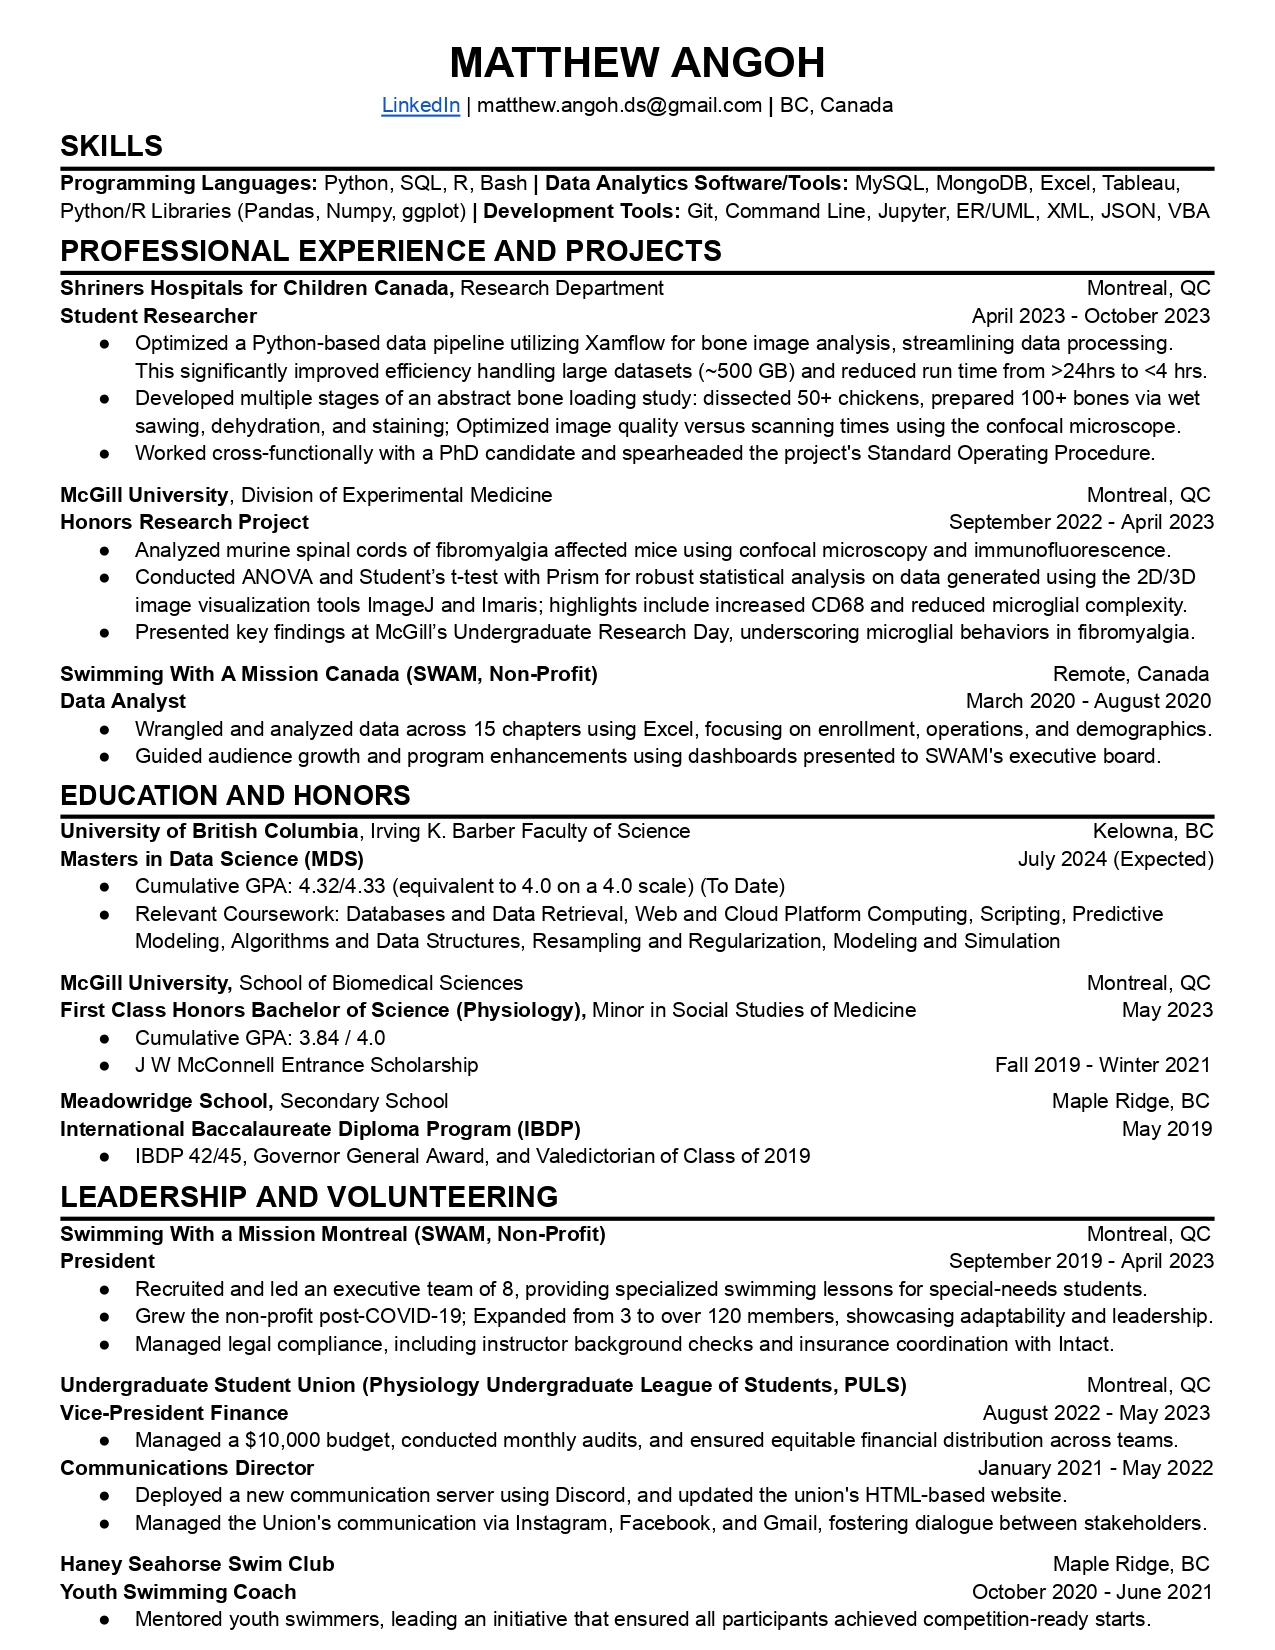 MATTHEW ANGOH
LinkedIn | matthew.angoh.ds@gmail.com | BC, Canada
SKILLS
Programming Languages: Python, SQL, R, Bash | Data Analytics Software/Tools: MySQL, MongoDB, Excel, Tableau,
Python/R Libraries (Pandas, Numpy, ggplot) | Development Tools: Git, Command Line, Jupyter, ER/UML, XML, JSON, VBA
PROFESSIONAL EXPERIENCE AND PROJECTS
Shriners Hospitals for Children Canada, Research Department Montreal, QC
Student Researcher April 2023 - October 2023
● Optimized a Python-based data pipeline utilizing Xamflow for bone image analysis, streamlining data processing.
This significantly improved efficiency handling large datasets (~500 GB) and reduced run time from >24hrs to <4 hrs.
● Developed multiple stages of an abstract bone loading study: dissected 50+ chickens, prepared 100+ bones via wet
sawing, dehydration, and staining; Optimized image quality versus scanning times using the confocal microscope.
● Worked cross-functionally with a PhD candidate and spearheaded the project's Standard Operating Procedure.
McGill University, Division of Experimental Medicine Montreal, QC
Honors Research Project September 2022 - April 2023
● Analyzed murine spinal cords of fibromyalgia affected mice using confocal microscopy and immunofluorescence.
● Conducted ANOVA and Student’s t-test with Prism for robust statistical analysis on data generated using the 2D/3D
image visualization tools ImageJ and Imaris; highlights include increased CD68 and reduced microglial complexity.
● Presented key findings at McGill’s Undergraduate Research Day, underscoring microglial behaviors in fibromyalgia.
Swimming With A Mission Canada (SWAM, Non-Profit) Remote, Canada
Data Analyst March 2020 - August 2020
● Wrangled and analyzed data across 15 chapters using Excel, focusing on enrollment, operations, and demographics.
● Guided audience growth and program enhancements using dashboards presented to SWAM's executive board.
EDUCATION AND HONORS
University of British Columbia, Irving K. Barber Faculty of Science Kelowna, BC
Masters in Data Science (MDS) July 2024 (Expected)
● Cumulative GPA: 4.32/4.33 (equivalent to 4.0 on a 4.0 scale) (To Date)
● Relevant Coursework: Databases and Data Retrieval, Web and Cloud Platform Computing, Scripting, Predictive
Modeling, Algorithms and Data Structures, Resampling and Regularization, Modeling and Simulation
McGill University, School of Biomedical Sciences Montreal, QC
First Class Honors Bachelor of Science (Physiology), Minor in Social Studies of Medicine May 2023
● Cumulative GPA: 3.84 / 4.0
● J W McConnell Entrance Scholarship Fall 2019 - Winter 2021
Meadowridge School, Secondary School Maple Ridge, BC
International Baccalaureate Diploma Program (IBDP) May 2019
● IBDP 42/45, Governor General Award, and Valedictorian of Class of 2019
LEADERSHIP AND VOLUNTEERING
Swimming With a Mission Montreal (SWAM, Non-Profit) Montreal, QC
President September 2019 - April 2023
● Recruited and led an executive team of 8, providing specialized swimming lessons for special-needs students.
● Grew the non-profit post-COVID-19; Expanded from 3 to over 120 members, showcasing adaptability and leadership.
● Managed legal compliance, including instructor background checks and insurance coordination with Intact.
Undergraduate Student Union (Physiology Undergraduate League of Students, PULS) Montreal, QC
Vice-President Finance August 2022 - May 2023
● Managed a $10,000 budget, conducted monthly audits, and ensured equitable financial distribution across teams.
Communications Director January 2021 - May 2022
● Deployed a new communication server using Discord, and updated the union's HTML-based website.
● Managed the Union's communication via Instagram, Facebook, and Gmail, fostering dialogue between stakeholders.
Haney Seahorse Swim Club Maple Ridge, BC
Youth Swimming Coach October 2020 - June 2021
● Mentored youth swimmers, leading an initiative that ensured all participants achieved competition-ready starts.